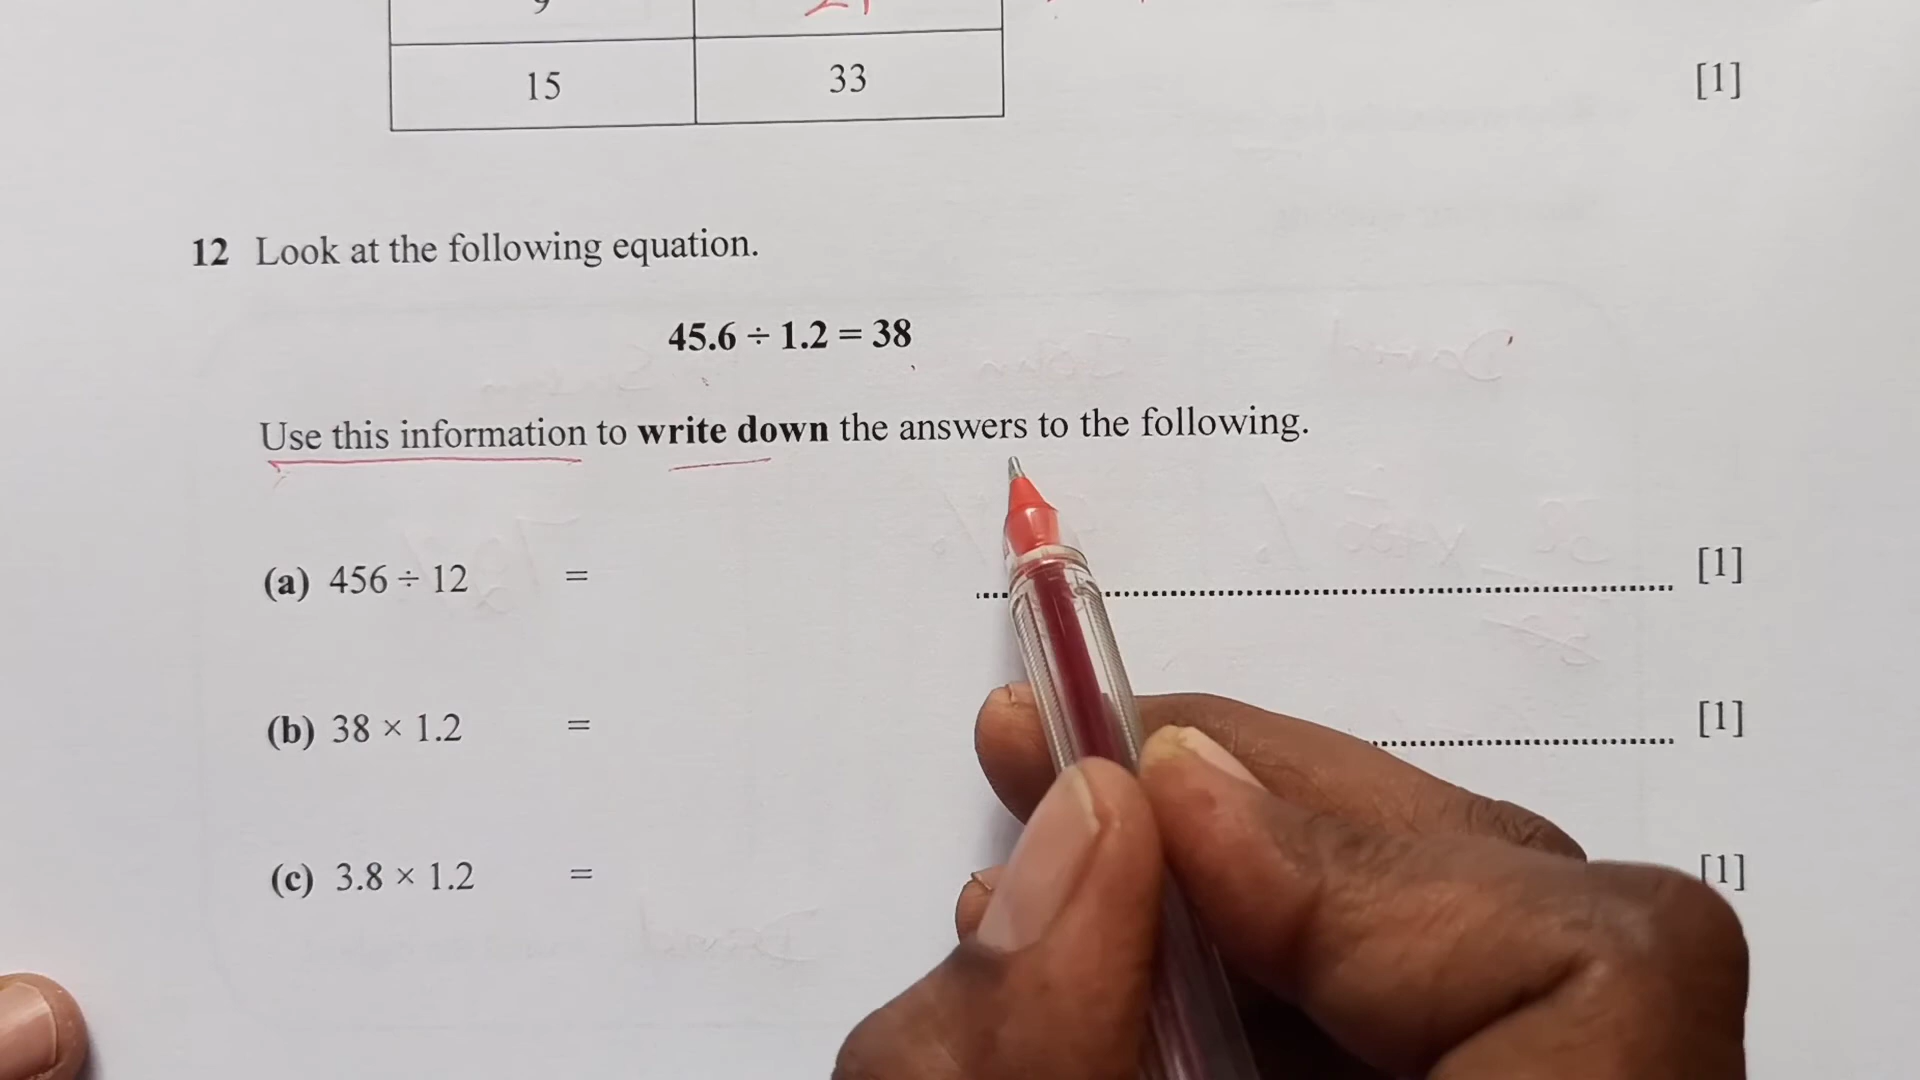 15 33 [1]
12 Look at the following equation.
45.6 ÷ 1.2 = 38
Use this information to write down the answers to the following.
(a) 456 ÷ 12 = [1]
(b) 38 × 1.2 = [1]
(c) 3.8 × 1.2 = [1]